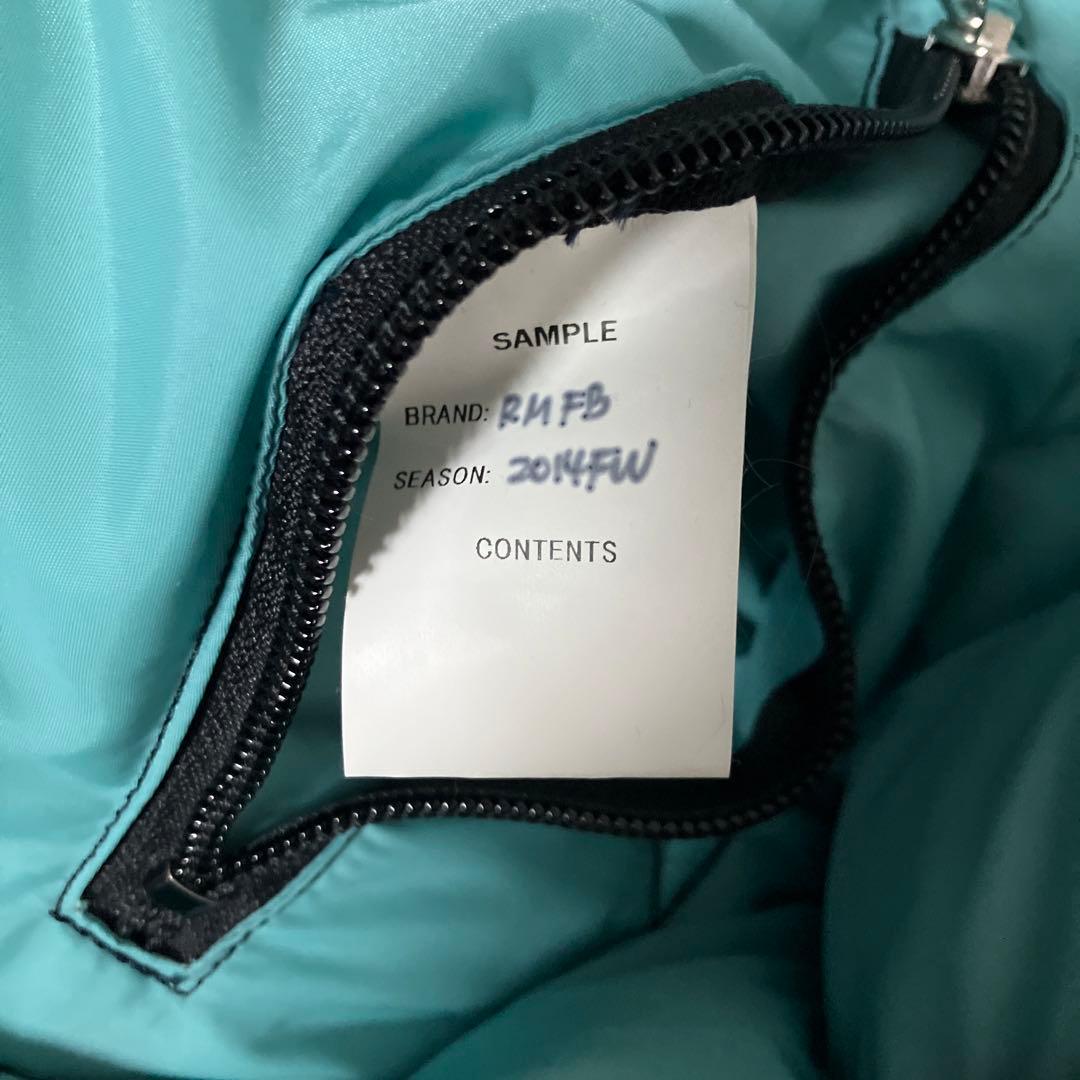 SAMPLE
BRAND: RMFB
SEASON: 2014FW
CONTENTS